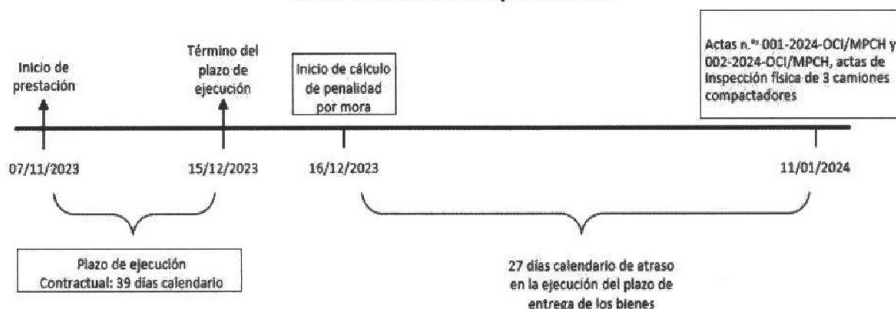 Actas n.ᵒˢ 001-2024-OCI/MPCH y
002-2024-OCI/MPCH, actas de
inspección física de 3 camiones
compactadores
Inicio de
prestación
Término del
plazo de
ejecución
Inicio de cálculo
de penalidad
por mora
07/11/2023
15/12/2023
16/12/2023
11/01/2024
Plazo de ejecución
Contractual: 39 días calendario
27 días calendario de atraso
en la ejecución del plazo de
entrega de los bienes